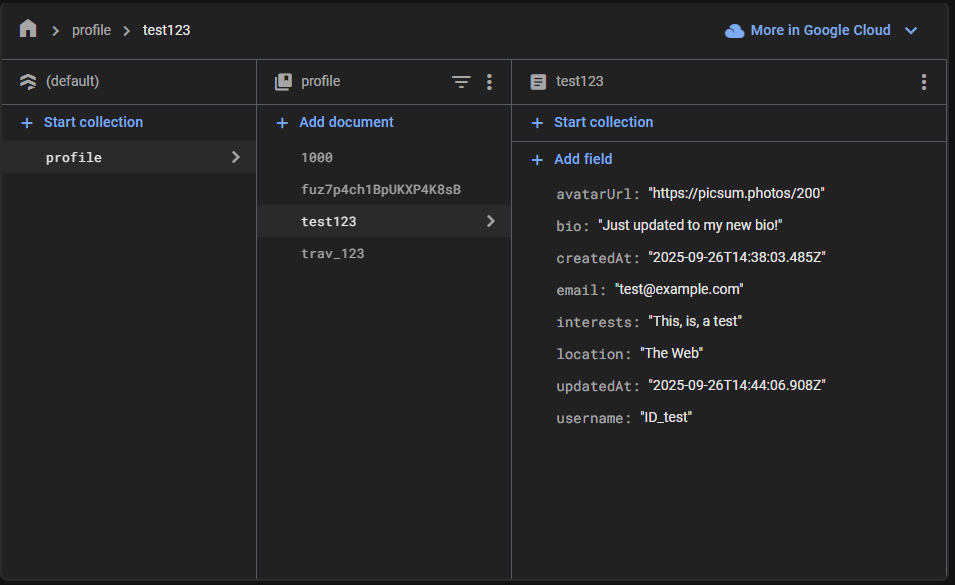 profile
test123
More in Google Cloud
(default)
Start collection
profile
profile
Add document
1000
fuz7p4ch1BpUKXP4K8sB
test123
trav_123
test123
Start collection
Add field
avatarUrl: "https://picsum.photos/200"
bio: "Just updated to my new bio!"
createdAt: "2025-09-26T14:38:03.485Z"
email: "test@example.com"
interests: "This, is, a test"
location: "The Web"
updatedAt: "2025-09-26T14:44:06.908Z"
username: "ID_test"